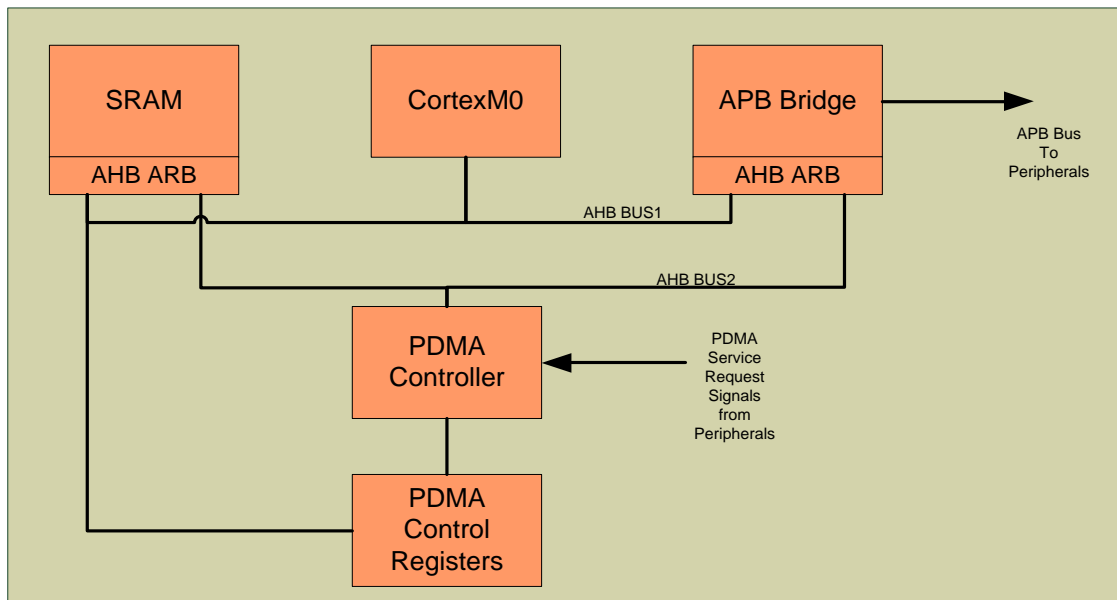 SRAM
CortexM0
APB Bridge
AHB ARB
AHB ARB
APB Bus
To
Peripherals
AHB BUS1
AHB BUS2
PDMA
Controller
PDMA
Service
Request
Signals
from
Peripherals
PDMA
Control
Registers